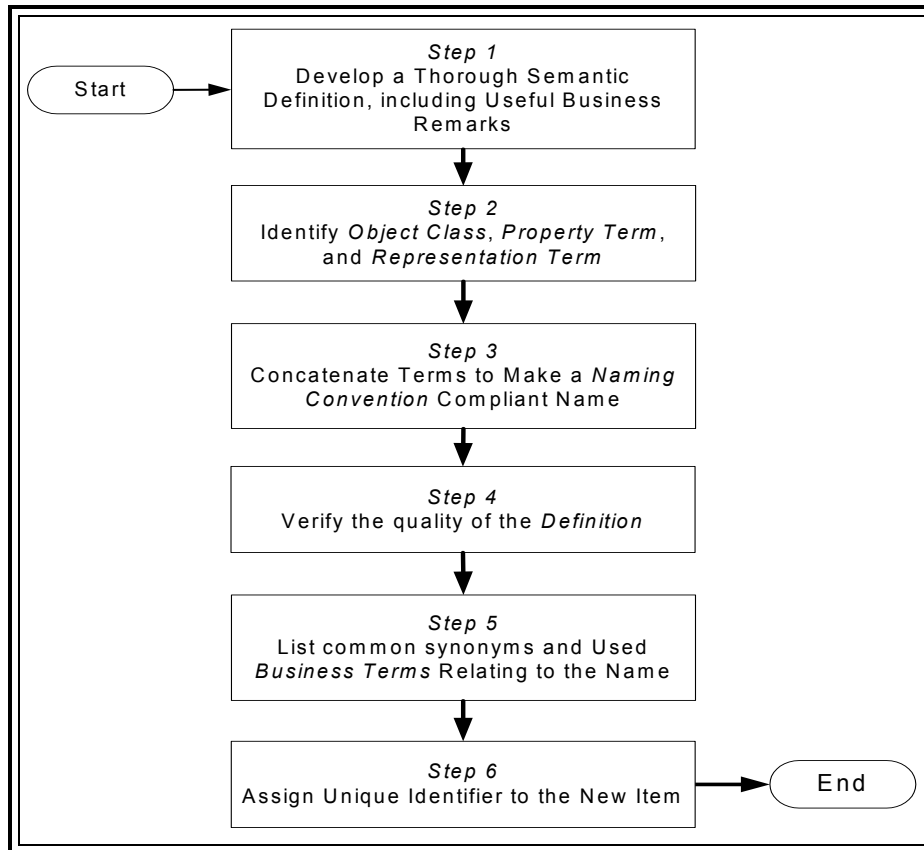 Start
Step 1
Develop a Thorough Semantic
Definition, including Useful Business
Remarks
Step 2
Identify Object Class, Property Term,
and Representation Term
Step 3
Concatenate Terms to Make a Naming
Convention Compliant Name
Step 4
Verify the quality of the Definition
Step 5
List common synonyms and Used
Business Terms Relating to the Name
Step 6
Assign Unique Identifier to the New Item
End